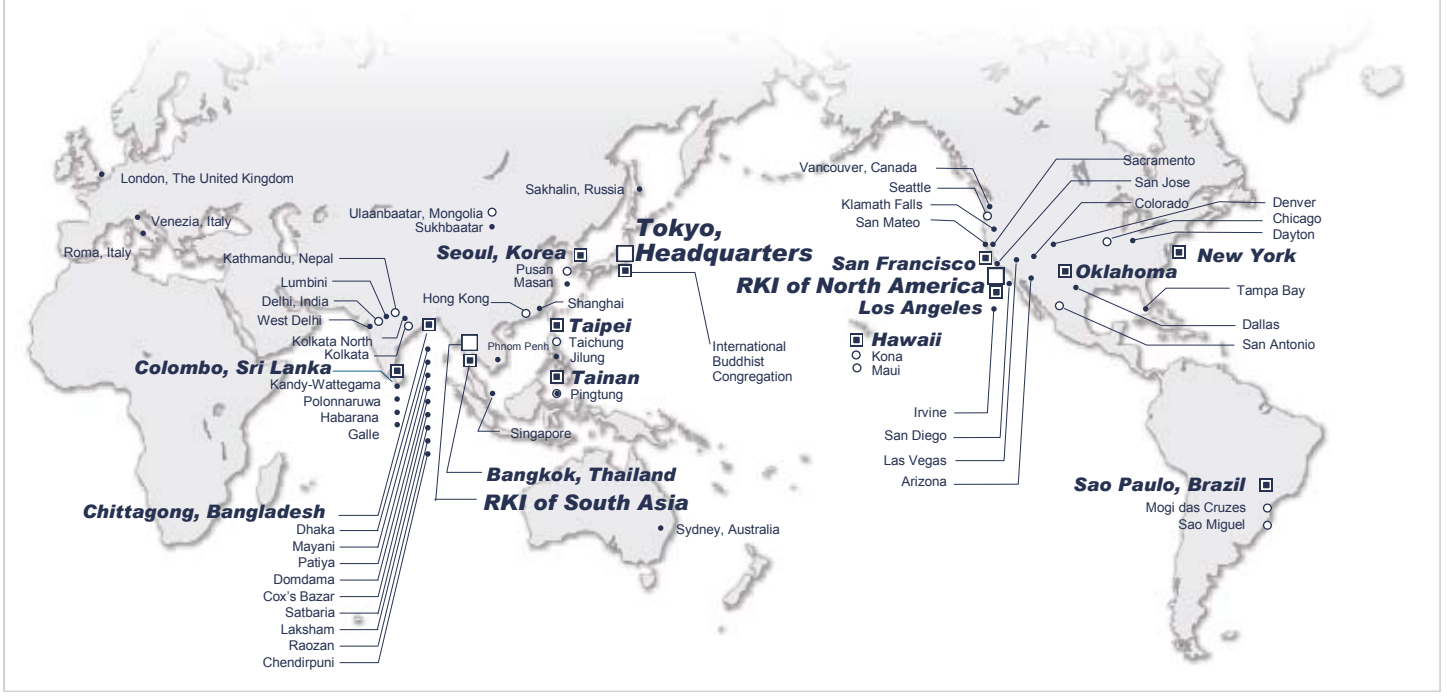 London, The United Kingdom
Venezia, Italy
Roma, Italy
Ulaanbaatar, Mongolia
Sukhbaatar
Sakhalin, Russia
Kathmandu, Nepal
Lumbini
Delhi, India
West Delhi
Kolkata North
Kolkata
Colombo, Sri Lanka
Kandy-Wattegama
Polonnaruwa
Habarana
Galle
Seoul, Korea
Pusan
Masan
Tokyo,
Headquarters
Hong Kong
Shanghai
Taipei
Taichung
Jilung
Tainan
Pingtung
Phnom Penh
Singapore
International
Buddhist
Congregation
Bangkok, Thailand
RKI of South Asia
Chittagong, Bangladesh
Dhaka
Mayani
Patiya
Domdama
Cox's Bazar
Satbaria
Laksham
Raozan
Chendirpuni
Sydney, Australia
Vancouver, Canada
Seattle
Klamath Falls
San Mateo
Sacramento
San Jose
Colorado
Denver
Chicago
Dayton
San Francisco
RKI of North America
Los Angeles
Oklahoma
New York
Tampa Bay
Dallas
San Antonio
Hawaii
Kona
Maui
Irvine
San Diego
Las Vegas
Arizona
Sao Paulo, Brazil
Mogi das Cruzes
Sao Miguel